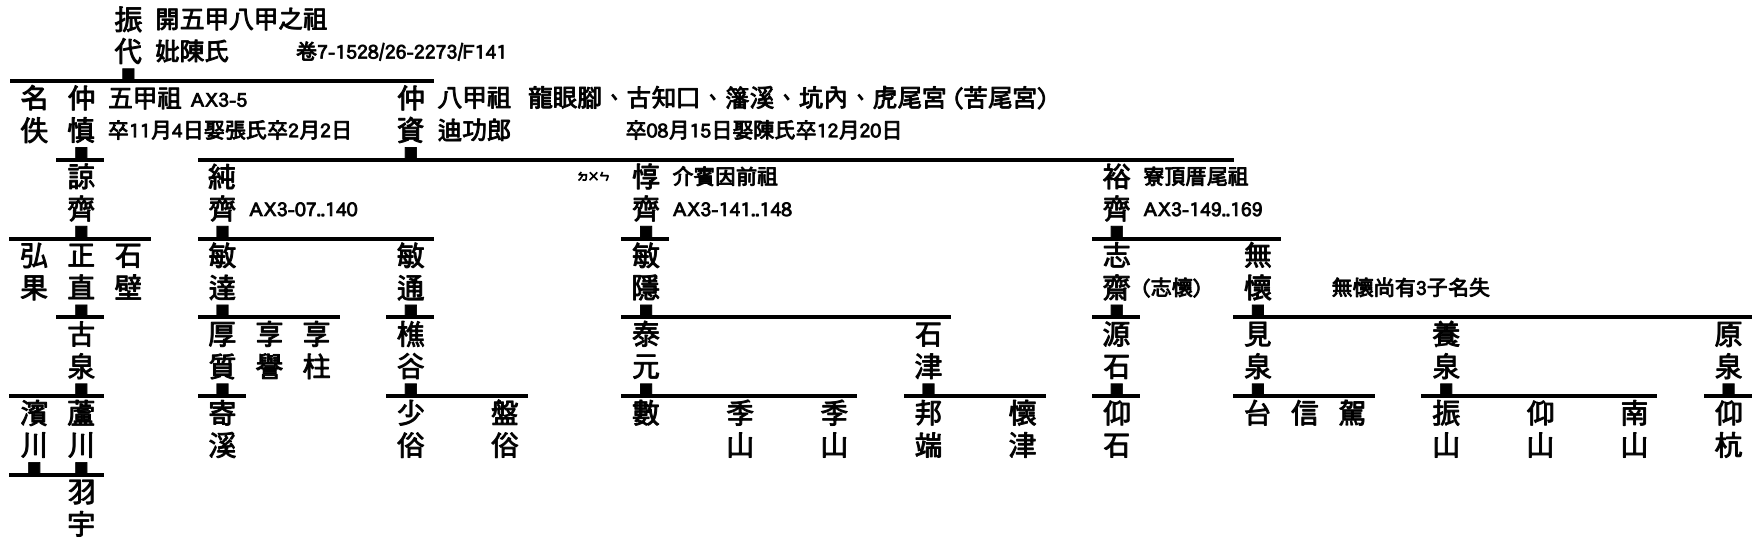 振代 開五甲八甲之祖
妣陳氏 卷7-1528/26-2273/F141
名佚 仲慎 五甲祖 AX3-5 仲資 八甲祖 龍眼腳、古知口、籓溪、坑內、虎尾宮 (苦尾宮)
卒11月4日娶張氏卒2月2日 迪功郎 卒08月15日娶陳氏卒12月20日
諒齊 純齊 ㄉㄨㄣ 惇齊 介賓因前祖 裕齊 寮頂厝尾祖
AX3-07..140 AX3-141..148 AX3-149..169
弘果 正直 石壁 敏達 敏通 敏隱 志齋 (志懷) 無懷 無懷尚有3子名失
古泉 厚質 享譽 享柱 樵谷 泰元 石津 源石 見泉 養泉 原泉
濱川 蘆川 寄溪 少俗 盤俗 數 季山 季山 邦端 懷津 仰石 台 信 駕 振山 仰山 南山 仰杭
羽宇